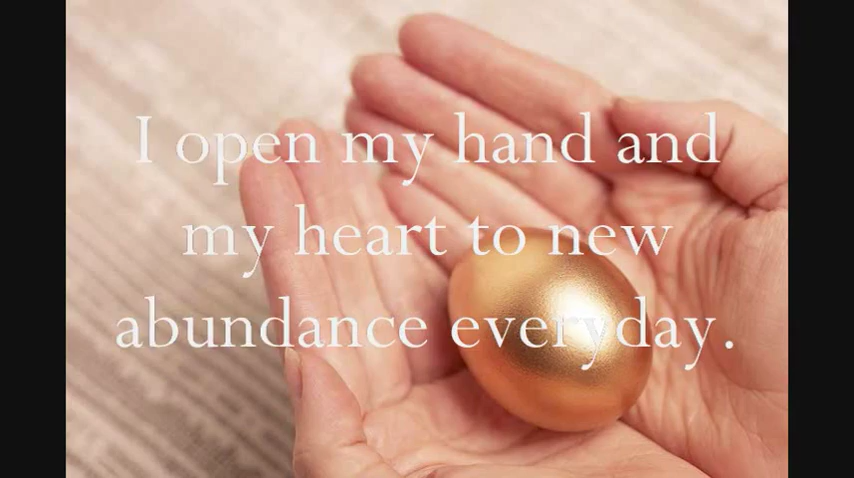 I open my hand and
my heart to new
abundance everyday.